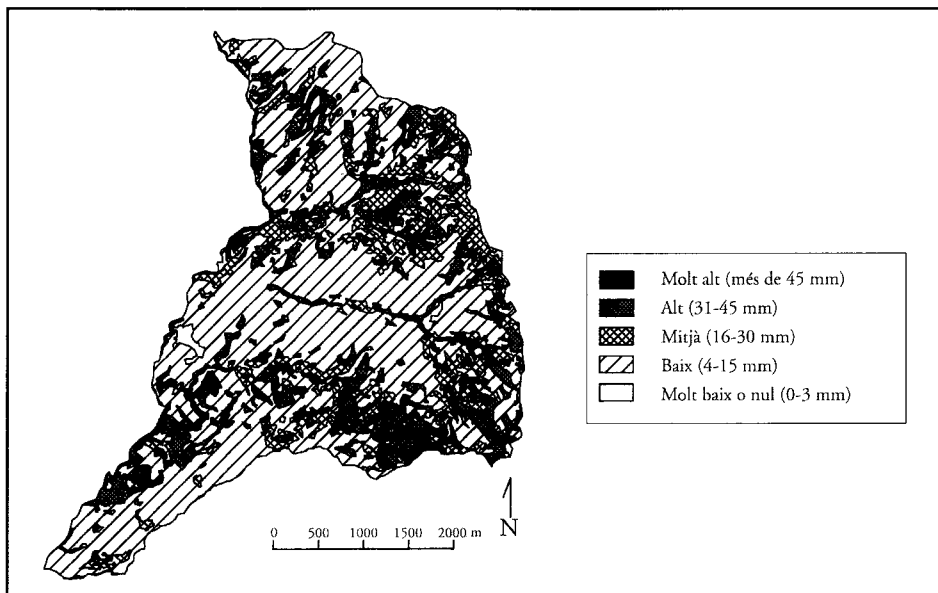 Molt alt (més de 45 mm)
Alt (31-45 mm)
Mitjà (16-30 mm)
Baix (4-15 mm)
Molt baix o nul (0-3 mm)
N
0 500 1000 1500 2000 m